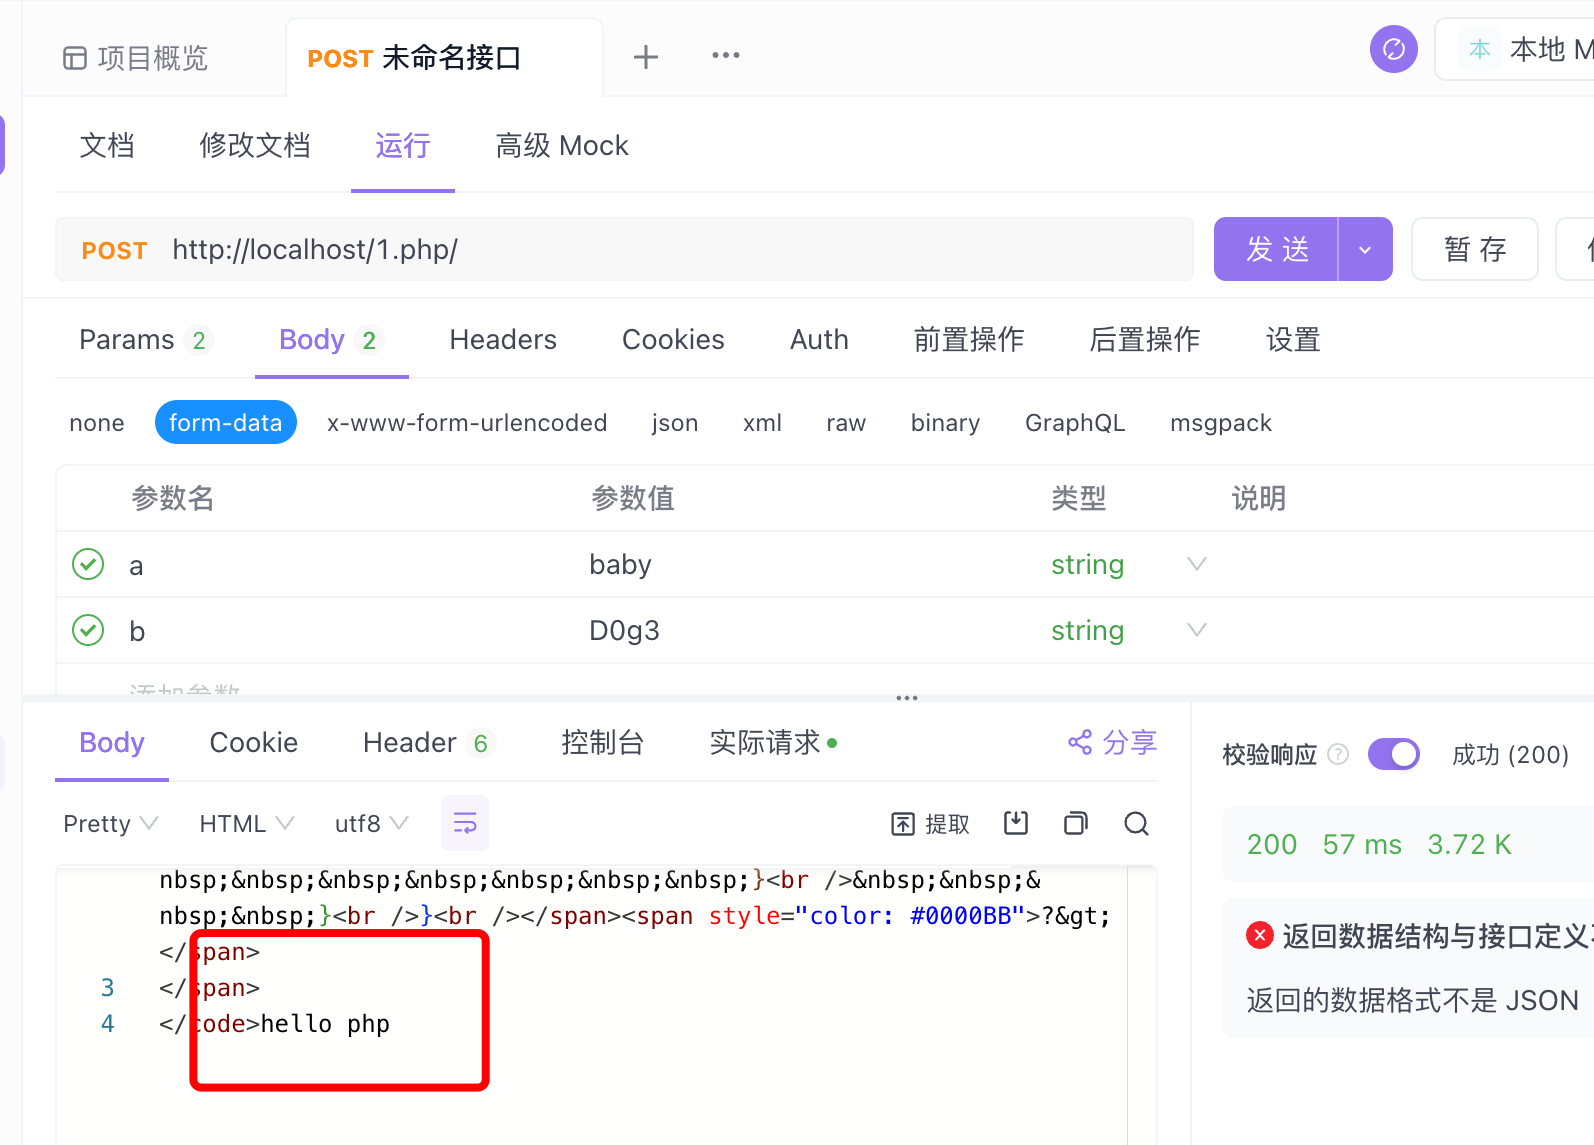 项目概览
POST 未命名接口
本 本地 M
文档 修改文档 运行 高级 Mock
POST http://localhost/1.php/
发 送
暂 存
Params 2 Body 2 Headers Cookies Auth 前置操作 后置操作 设置
none form-data x-www-form-urlencoded json xml raw binary GraphQL msgpack
参数名 参数值 类型 说明
a baby string
b D0g3 string
添加参数
Body Cookie Header 6 控制台 实际请求 分享
Pretty HTML utf8 提取
nbsp;&nbsp;&nbsp;&nbsp;&nbsp;&nbsp;&nbsp;}<br />&nbsp;&nbsp;&
nbsp;&nbsp;}<br />}<br /></span><span style="color: #0000BB">?&gt;
</span>
3 </span>
4 </code>hello php
校验响应 ? 成功 (200)
200 57 ms 3.72 K
返回数据结构与接口定义
返回的数据格式不是 JSON